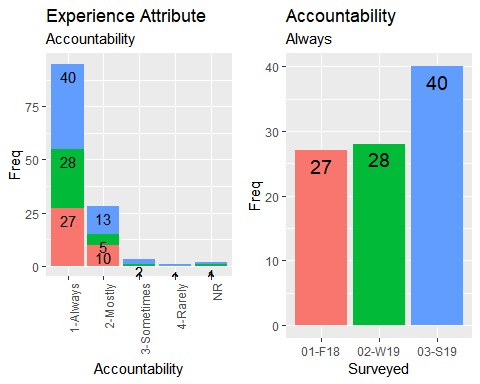 Experience Attribute
Accountability
Freq
75
50
25
0
40
28
27
13
5
10
2
1-Always
2-Mostly
3-Sometimes
4-Rarely
NR
Accountability
Accountability
Always
Freq
40
30
20
10
0
27
28
40
01-F18
02-W19
03-S19
Surveyed